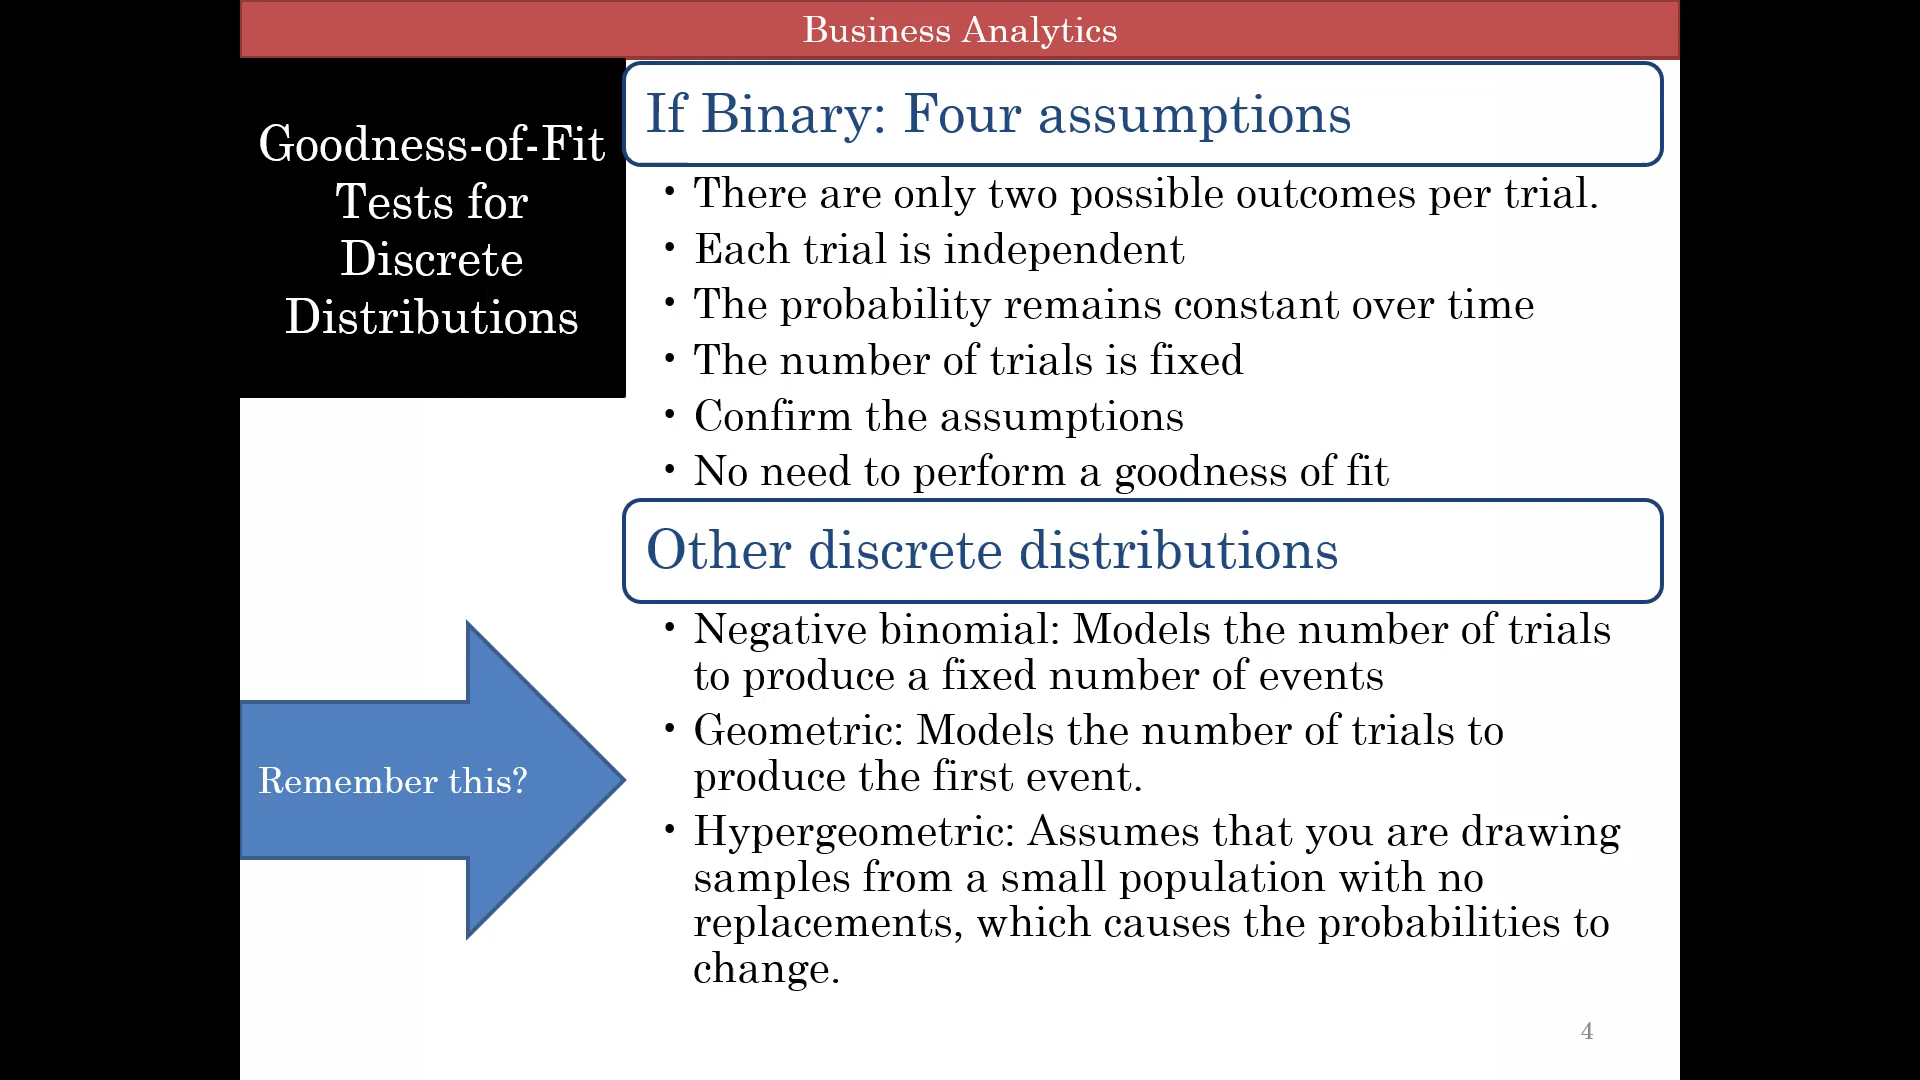 Business Analytics
Goodness-of-Fit
Tests for
Discrete
Distributions
If Binary: Four assumptions
• There are only two possible outcomes per trial.
• Each trial is independent
• The probability remains constant over time
• The number of trials is fixed
• Confirm the assumptions
• No need to perform a goodness of fit
Other discrete distributions
• Negative binomial: Models the number of trials
to produce a fixed number of events
• Geometric: Models the number of trials to
produce the first event.
• Hypergeometric: Assumes that you are drawing
samples from a small population with no
replacements, which causes the probabilities to
change.
Remember this?
4